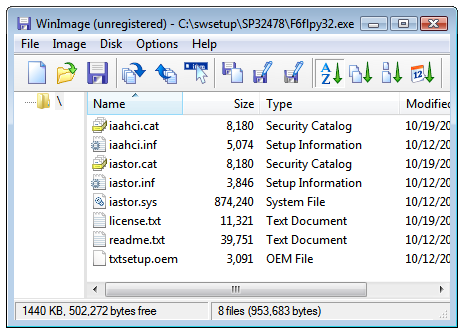 WinImage (unregistered) - C:\swsetup\SP32478\F6flpy32.exe
File Image Disk Options Help
A Z 12
\
Name Size Type Modified
iaahci.cat 8,180 Security Catalog 10/19/20
iaahci.inf 5,074 Setup Information 10/12/20
iastor.cat 8,180 Security Catalog 10/19/20
iastor.inf 3,846 Setup Information 10/12/20
iastor.sys 874,240 System File 10/12/20
license.txt 11,321 Text Document 10/19/20
readme.txt 39,751 Text Document 10/12/20
txtsetup.oem 3,091 OEM File 10/12/20
1440 KB, 502,272 bytes free 8 files (953,683 bytes)